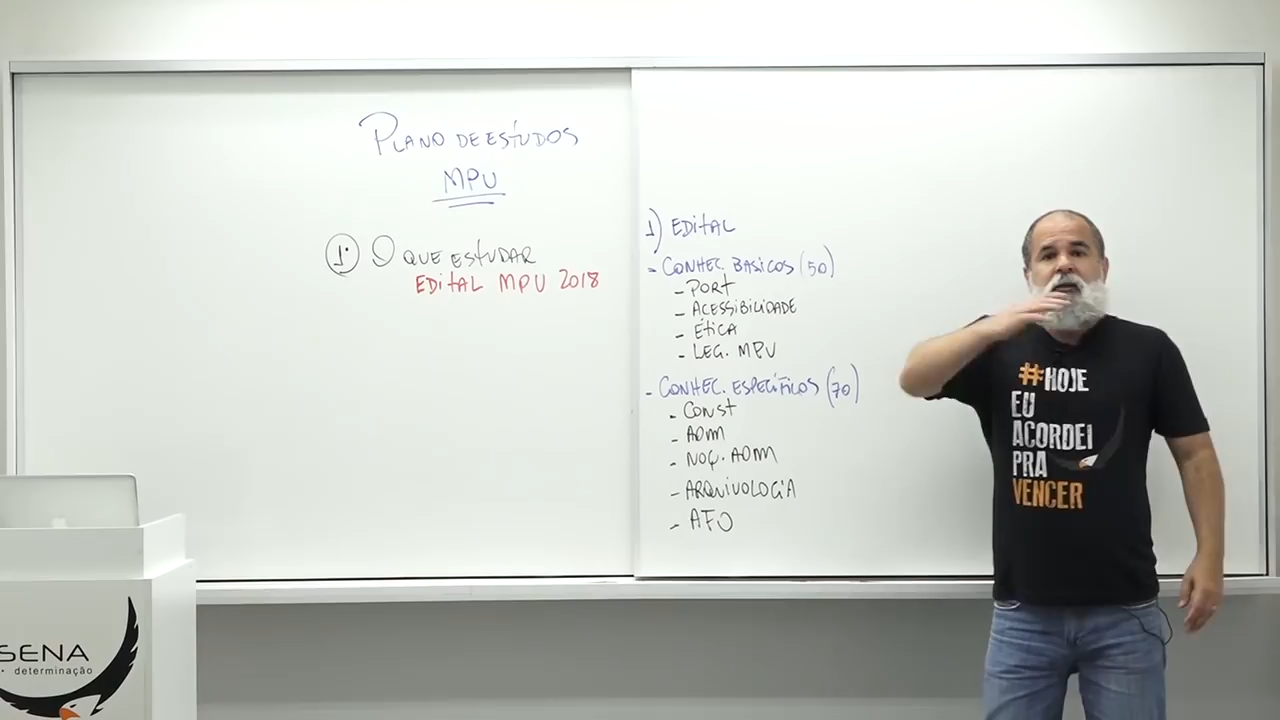 PLANO DE ESTUDOS
MPU
1º O QUE ESTUDAR
EDITAL MPU 2018
1) EDITAL
- CONHEC. BÁSICOS (50)
- PORT
- ACESSIBILIDADE
- ÉTICA
- LEG. MPU
- CONHEC. ESPECÍFICOS (70)
- CONST
- ADM
- NOÇ. ADM
- ARQUIVOLOGIA
- AFO
#HOJE
EU
ACORDEI
PRA
VENCER
SENA
• determinação